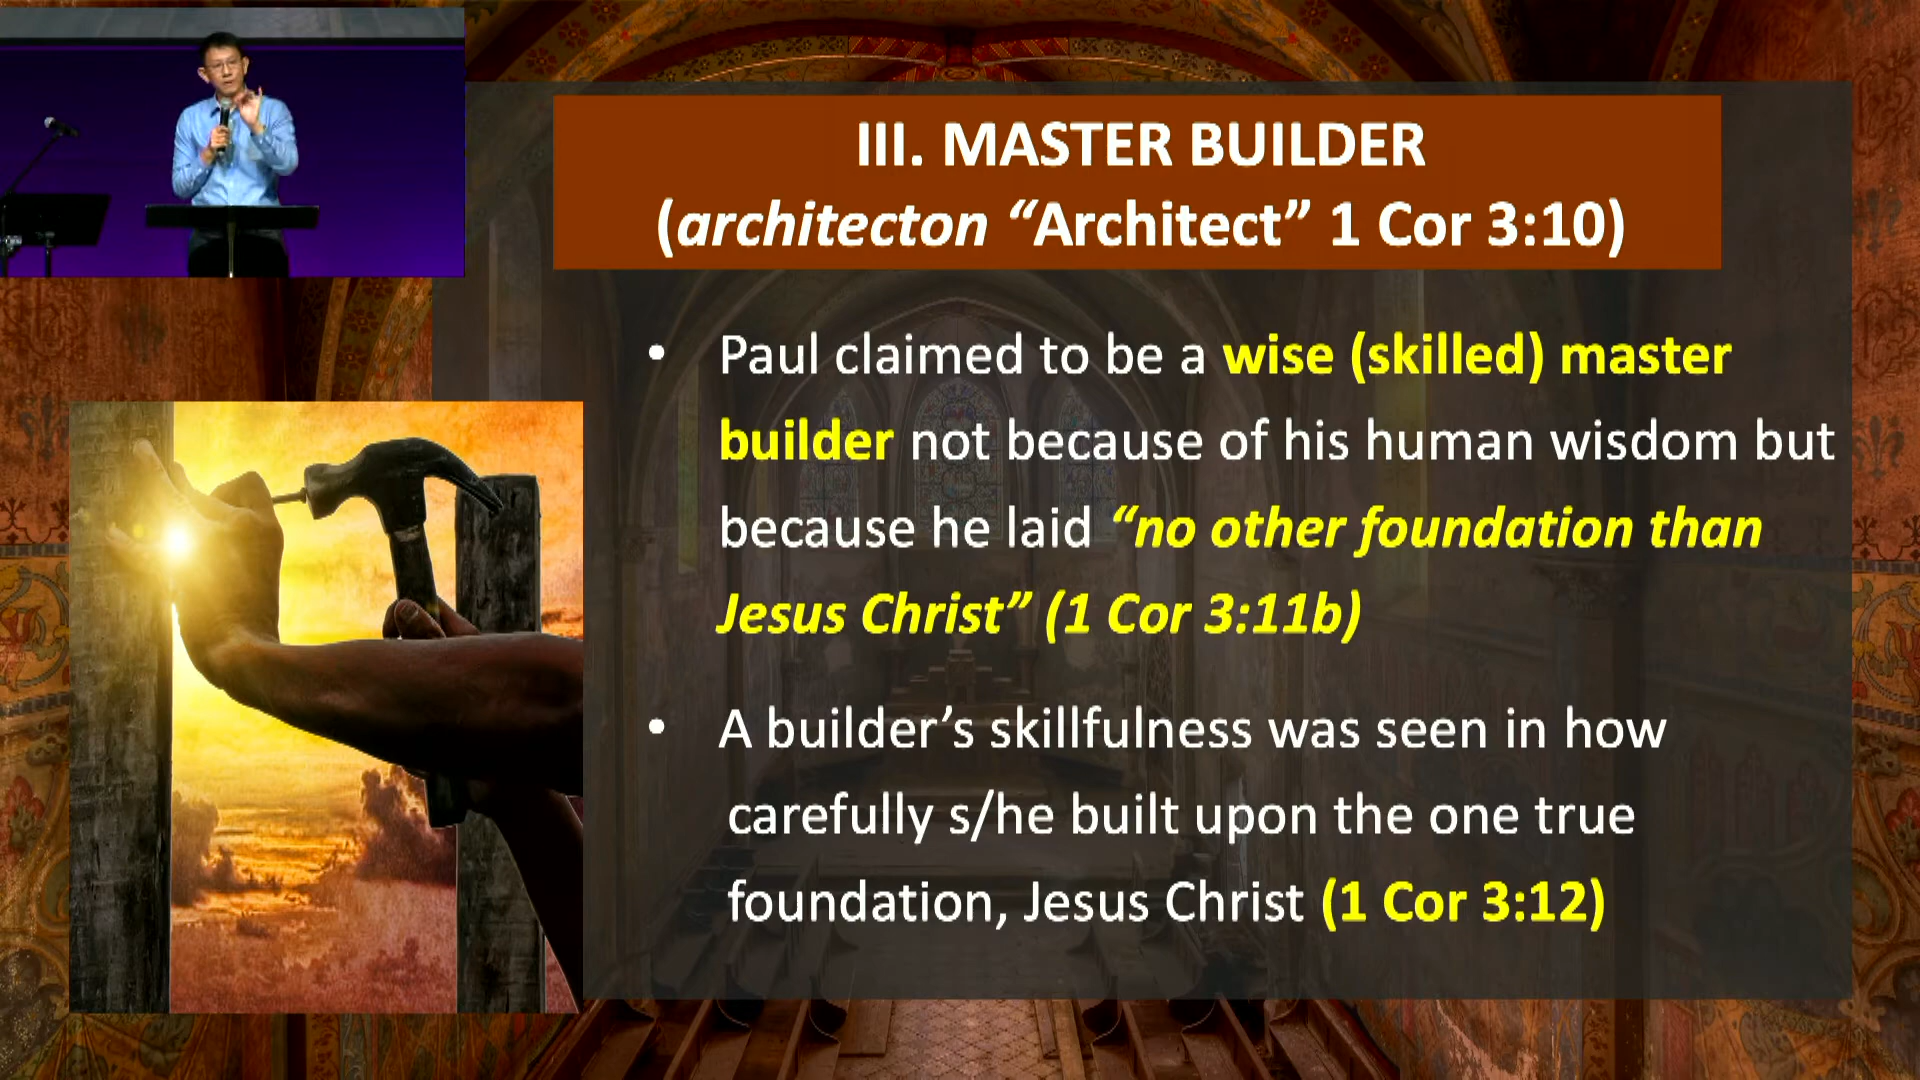 III. MASTER BUILDER
(architecton “Architect” 1 Cor 3:10)
• Paul claimed to be a wise (skilled) master
builder not because of his human wisdom but
because he laid “no other foundation than
Jesus Christ” (1 Cor 3:11b)
• A builder’s skillfulness was seen in how
carefully s/he built upon the one true
foundation, Jesus Christ (1 Cor 3:12)